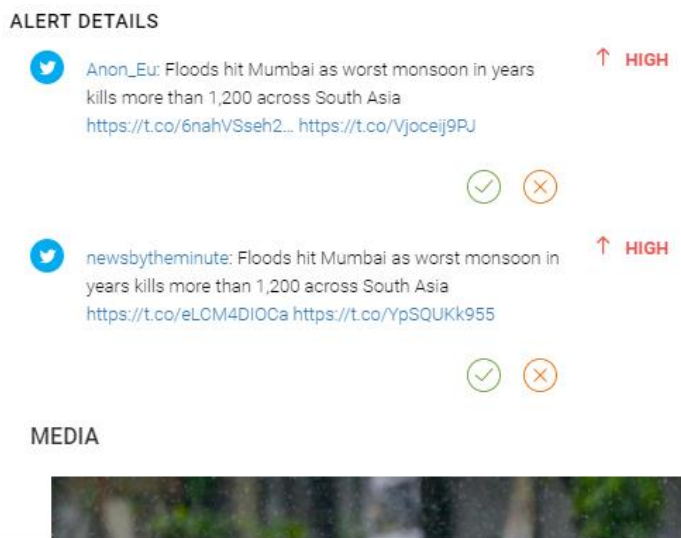 ALERT DETAILS
Anon_Eu: Floods hit Mumbai as worst monsoon in years
↑ HIGH
kills more than 1,200 across South Asia
https://t.co/6nahVSseh2... https://t.co/Vjoceij9PJ
newsbytheminute: Floods hit Mumbai as worst monsoon in
↑ HIGH
years kills more than 1,200 across South Asia
https://t.co/eLCM4DIOCa https://t.co/YpSQUKk955
MEDIA